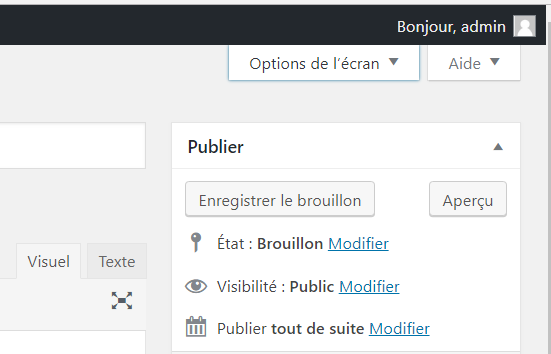 Bonjour, admin
Options de l’écran
Aide
Publier
Enregistrer le brouillon
Aperçu
État : Brouillon Modifier
Visuel
Texte
Visibilité : Public Modifier
Publier tout de suite Modifier